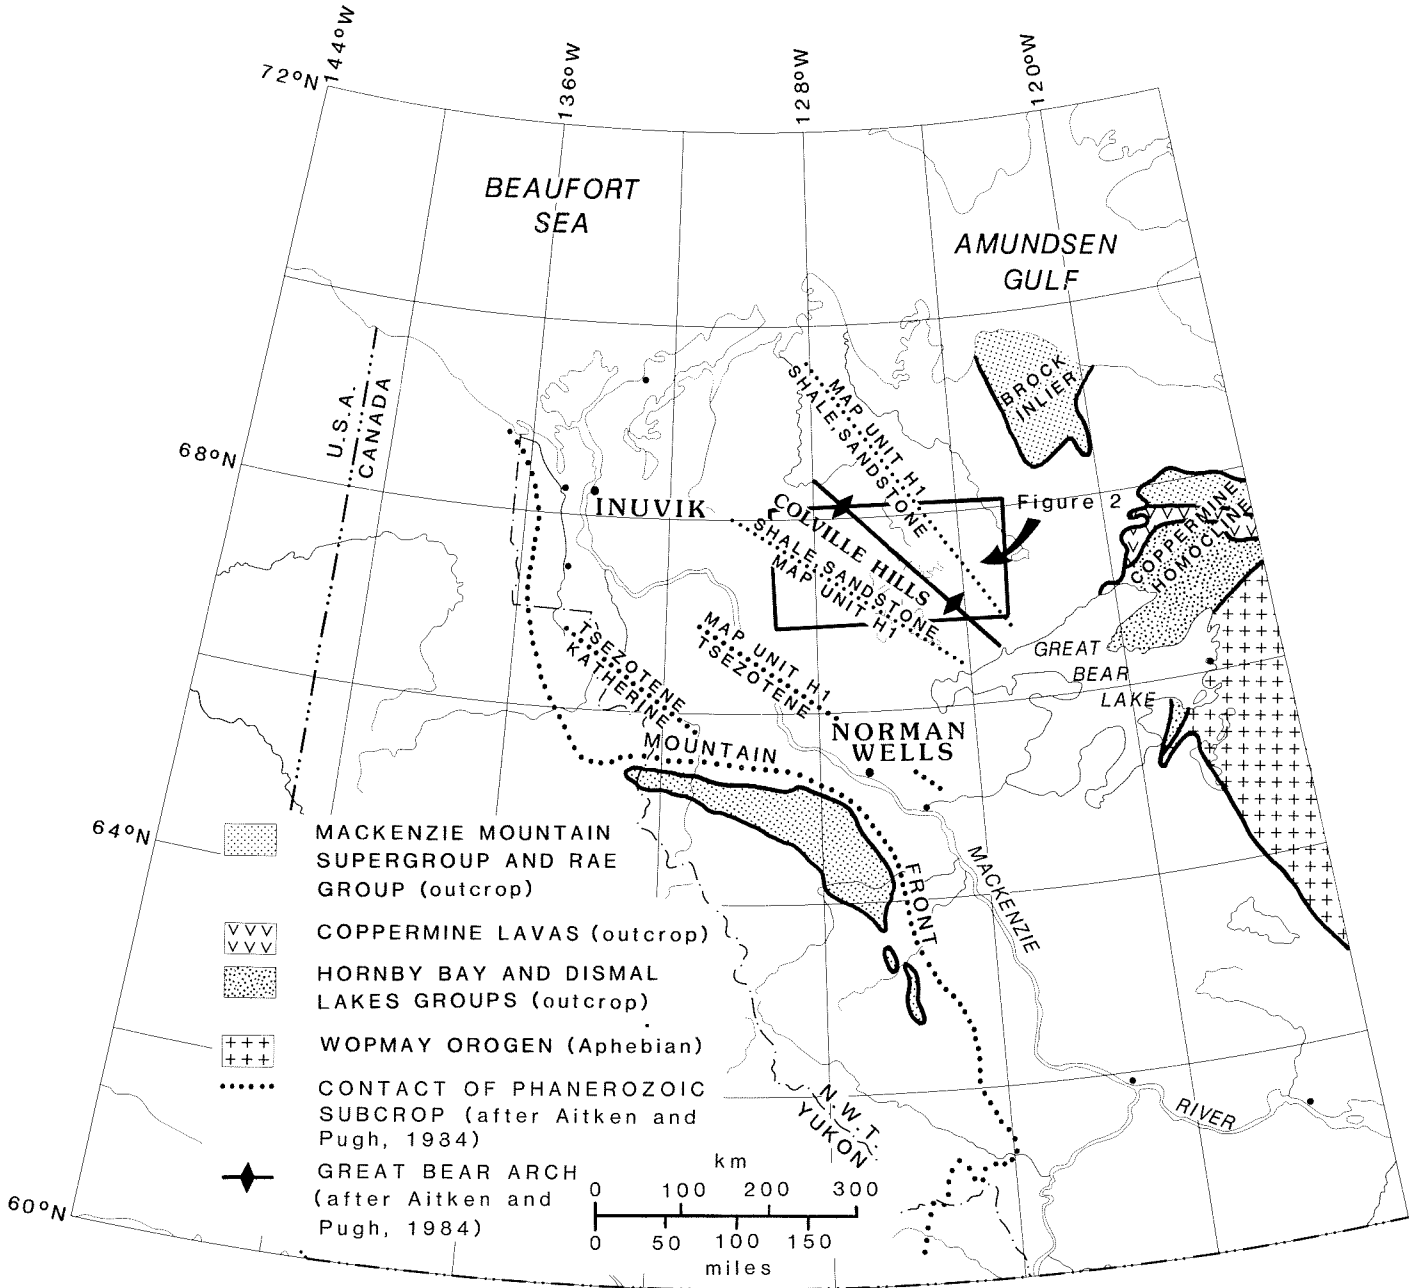 144°W
136°W
128°W
120°W
72°N
BEAUFORT
SEA
AMUNDSEN
GULF
BROCK
INLIER
U.S.A.
CANADA
68°N
MAP UNIT H1
SHALE, SANDSTONE
INUVIK
COLVILLE HILLS
Figure 2
COPPERMINE
HOMOCLINE
SHALE, SANDSTONE
MAP UNIT H1
MAP UNIT H1
TSEZOTENE
TSEZOTENE
KATHERINE
GREAT
BEAR
LAKE
NORMAN
WELLS
MOUNTAIN
FRONT
MACKENZIE
RIVER
64°N
MACKENZIE MOUNTAIN
SUPERGROUP AND RAE
GROUP (outcrop)
COPPERMINE LAVAS (outcrop)
HORNBY BAY AND DISMAL
LAKES GROUPS (outcrop)
WOPMAY OROGEN (Aphebian)
CONTACT OF PHANEROZOIC
SUBCROP (after Aitken and
Pugh, 1984)
GREAT BEAR ARCH
(after Aitken and
Pugh, 1984)
N.W.T.
YUKON
60°N
km
0 100 200 300
0 50 100 150
miles